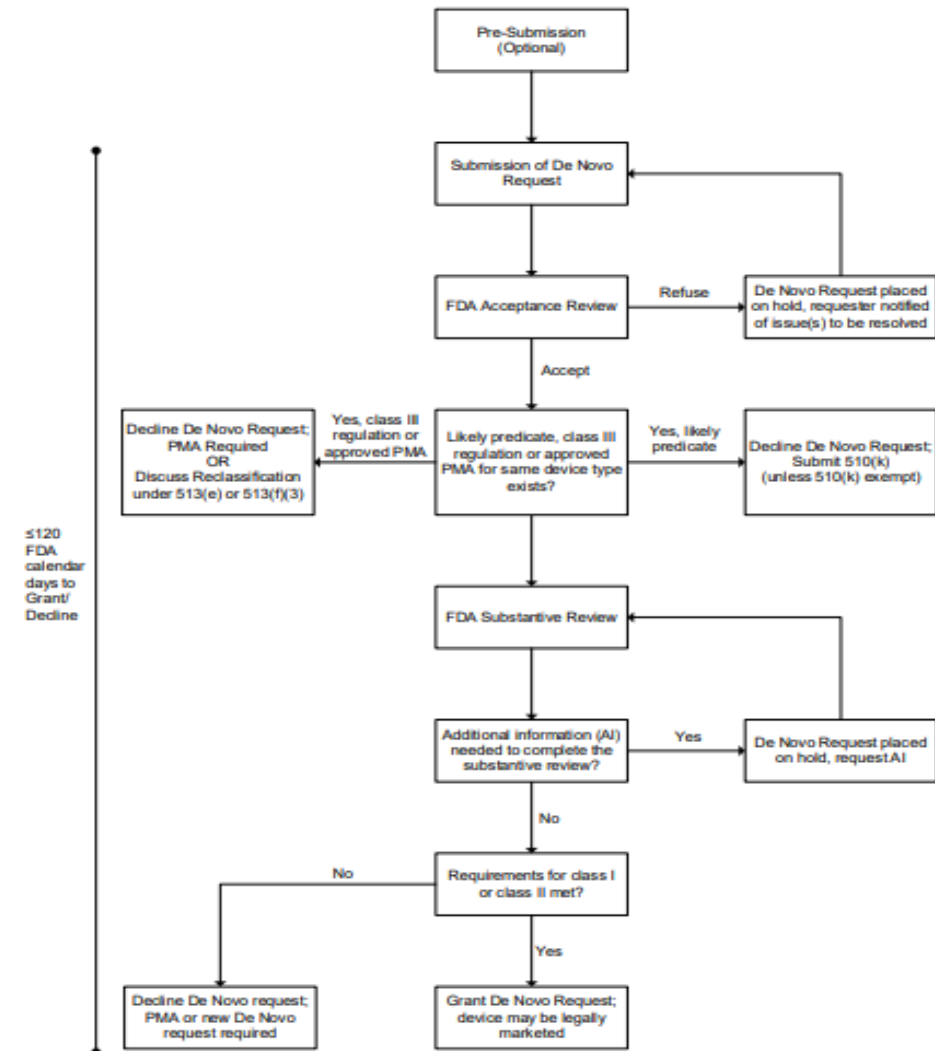 Pre-Submission
(Optional)
Submission of De Novo
Request
FDA Acceptance Review
Refuse
De Novo Request placed
on hold, requester notified
of issue(s) to be resolved
Accept
Decline De Novo Request;
PMA Required
OR
Discuss Reclassification
under 513(e) or 513(f)(3)
Yes, class III
regulation or
approved PMA
Likely predicate, class III
regulation or approved
PMA for same device type
exists?
Yes, likely
predicate
Decline De Novo Request;
Submit 510(k)
(unless 510(k) exempt)
≤120
FDA
calendar
days to
Grant/
Decline
FDA Substantive Review
Additional information (AI)
needed to complete the
substantive review?
Yes
De Novo Request placed
on hold, request AI
No
Requirements for class I
or class II met?
No
Yes
Decline De Novo request;
PMA or new De Novo
request required
Grant De Novo Request;
device may be legally
marketed